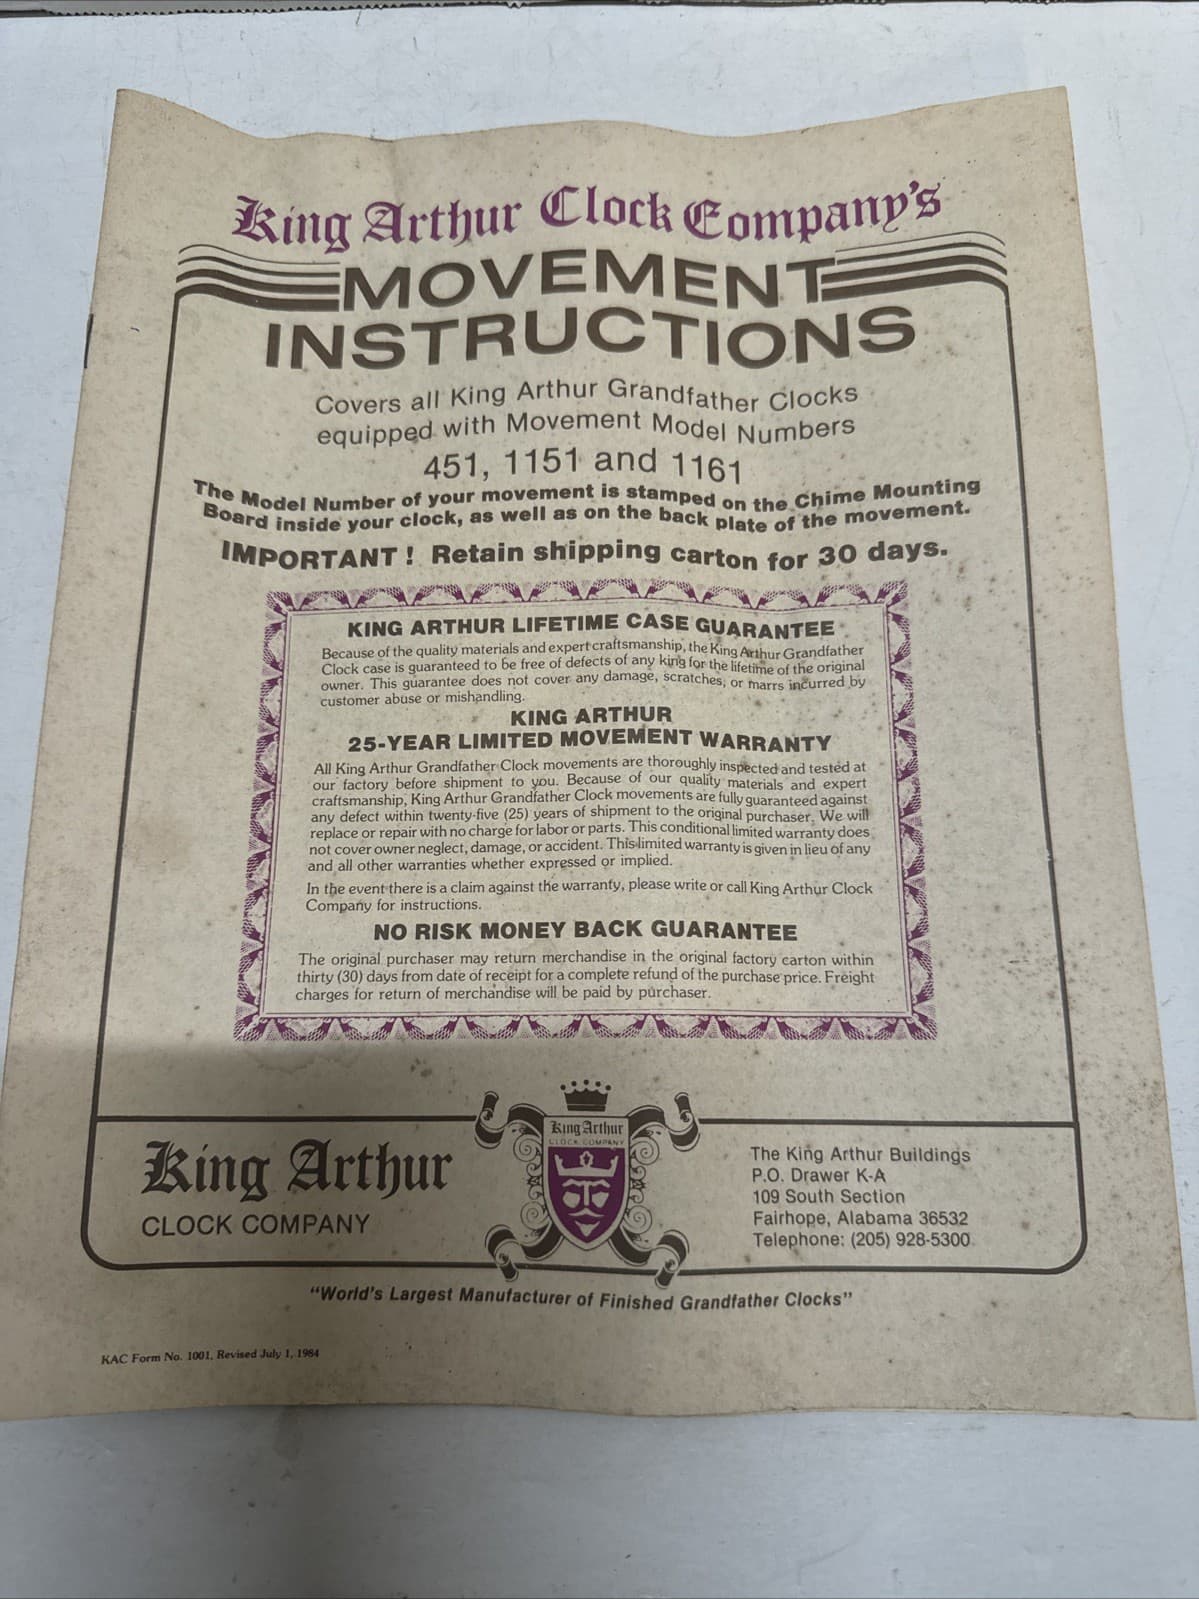 King Arthur Clock Company's
MOVEMENT
INSTRUCTIONS
Covers all King Arthur Grandfather Clocks
equipped with Movement Model Numbers
451, 1151 and 1161
The Model Number of your movement is stamped on the Chime Mounting
Board inside your clock, as well as on the back plate of the movement.
IMPORTANT! Retain shipping carton for 30 days.
KING ARTHUR LIFETIME CASE GUARANTEE
Because of the quality materials and expert craftsmanship, the King Arthur Grandfather
Clock case is guaranteed to be free of defects of any king for the lifetime of the original
owner. This guarantee does not cover any damage, scratches, or marrs incurred by
customer abuse or mishandling.
KING ARTHUR
25-YEAR LIMITED MOVEMENT WARRANTY
All King Arthur Grandfather Clock movements are thoroughly inspected and tested at
our factory before shipment to you. Because of our quality materials and expert
craftsmanship, King Arthur Grandfather Clock movements are fully guaranteed against
any defect within twenty-five (25) years of shipment to the original purchaser. We will
replace or repair with no charge for labor or parts. This conditional limited warranty does
not cover owner neglect, damage, or accident. This limited warranty is given in lieu of any
and all other warranties whether expressed or implied.
In the event there is a claim against the warranty, please write or call King Arthur Clock
Company for instructions.
NO RISK MONEY BACK GUARANTEE
The original purchaser may return merchandise in the original factory carton within
thirty (30) days from date of receipt for a complete refund of the purchase price. Freight
charges for return of merchandise will be paid by purchaser.
King Arthur
CLOCK COMPANY
King Arthur
CLOCK COMPANY
The King Arthur Buildings
P.O. Drawer K-A
109 South Section
Fairhope, Alabama 36532
Telephone: (205) 928-5300
"World's Largest Manufacturer of Finished Grandfather Clocks"
KAC Form No. 1001, Revised July 1, 1984